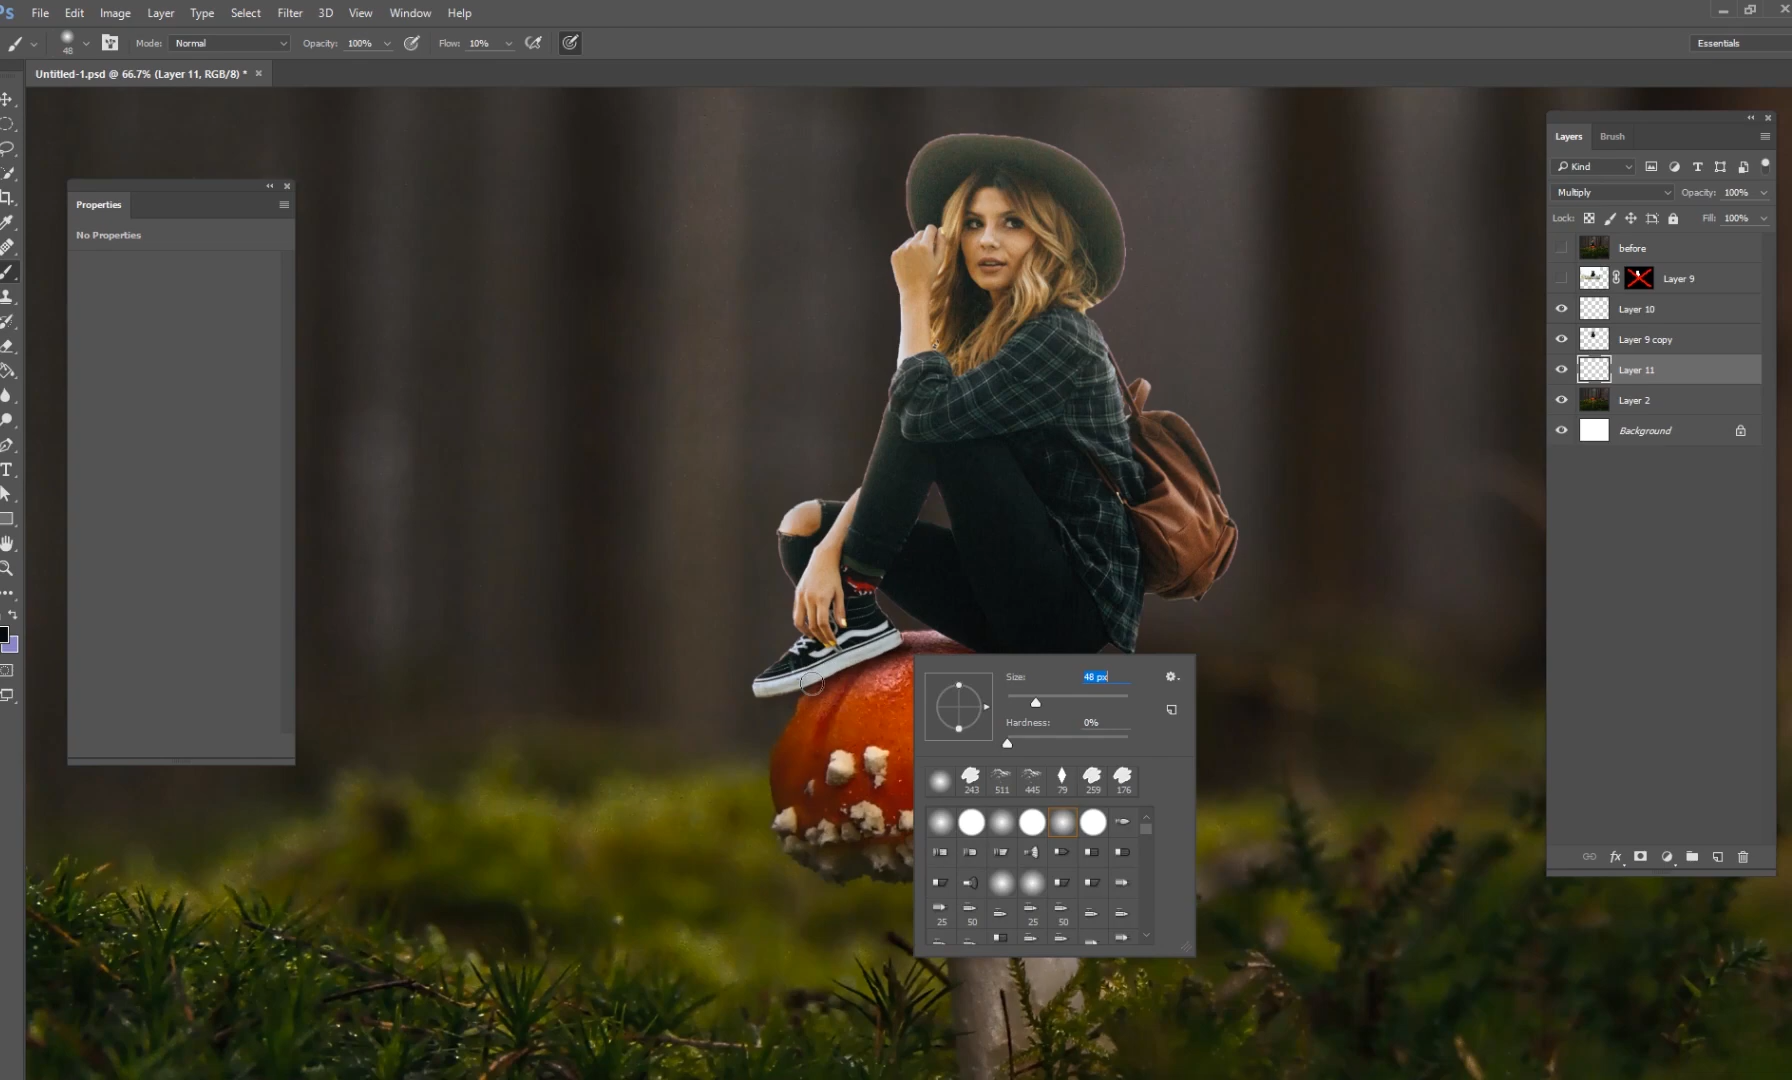 Ps File Edit Image Layer Type Select Filter 3D View Window Help
48 Mode: Normal Opacity: 100% Flow: 10% Essentials
Untitled-1.psd @ 66.7% (Layer 11, RGB/8) *
Properties
No Properties
Layers Brush
Kind T
Multiply Opacity: 100%
Lock: Fill: 100%
before
Layer 9
Layer 10
Layer 9 copy
Layer 11
Layer 2
Background
fx
T
Size: 48 px
Hardness: 0%
243 511 445 79 259 176
25 50 25 50